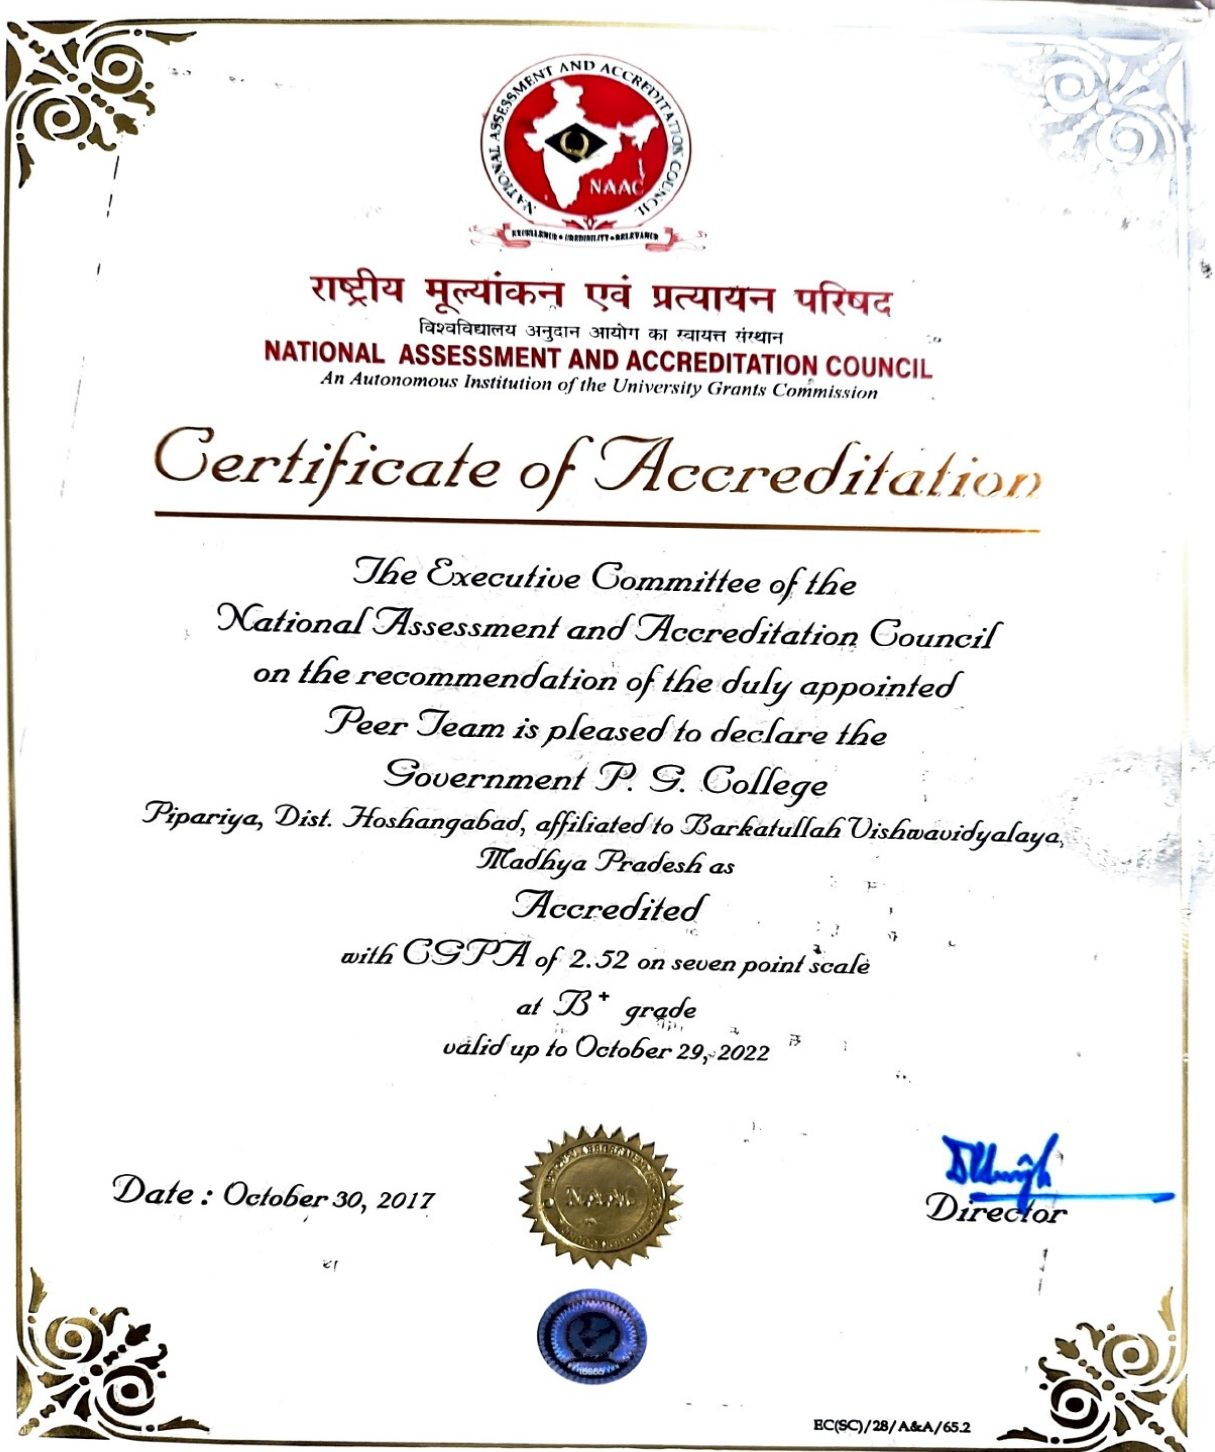 NATIONAL ASSESSMENT AND ACCREDITATION COUNCIL
Q
NAAC
EXCELLENCE • CREDIBILITY • RELEVANCE
राष्ट्रीय मूल्यांकन एवं प्रत्यायन परिषद
विश्वविद्यालय अनुदान आयोग का स्वायत्त संस्थान
NATIONAL ASSESSMENT AND ACCREDITATION COUNCIL
An Autonomous Institution of the University Grants Commission
Certificate of Accreditation
The Executive Committee of the
National Assessment and Accreditation Council
on the recommendation of the duly appointed
Peer Team is pleased to declare the
Government P. G. College
Pipariya, Dist. Hoshangabad, affiliated to Barkatullah Vishwavidyalaya,
Madhya Pradesh as
Accredited
with CGPA of 2.52 on seven point scale
at B+ grade
valid up to October 29, 2022
Date : October 30, 2017
NAAC
Director
EC(SC)/28/A&A/65.2